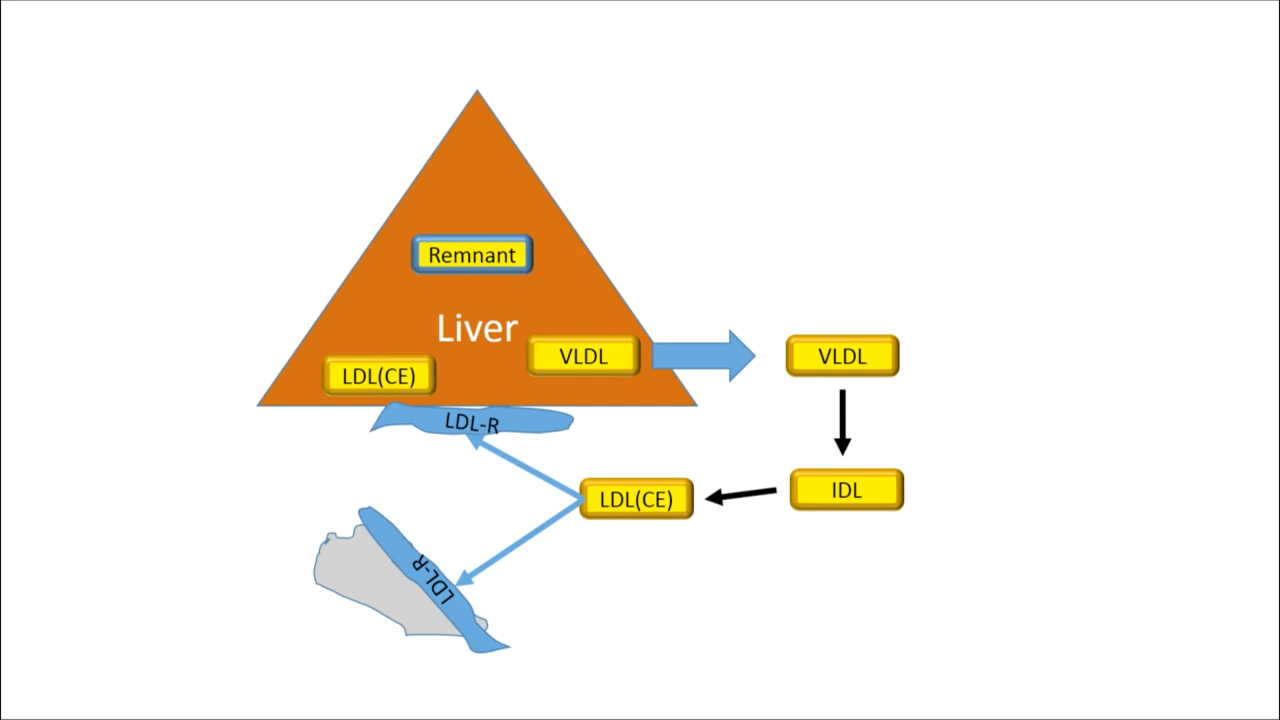 Remnant
Liver
VLDL
LDL(CE)
VLDL
LDL-R
IDL
LDL(CE)
LDL-R